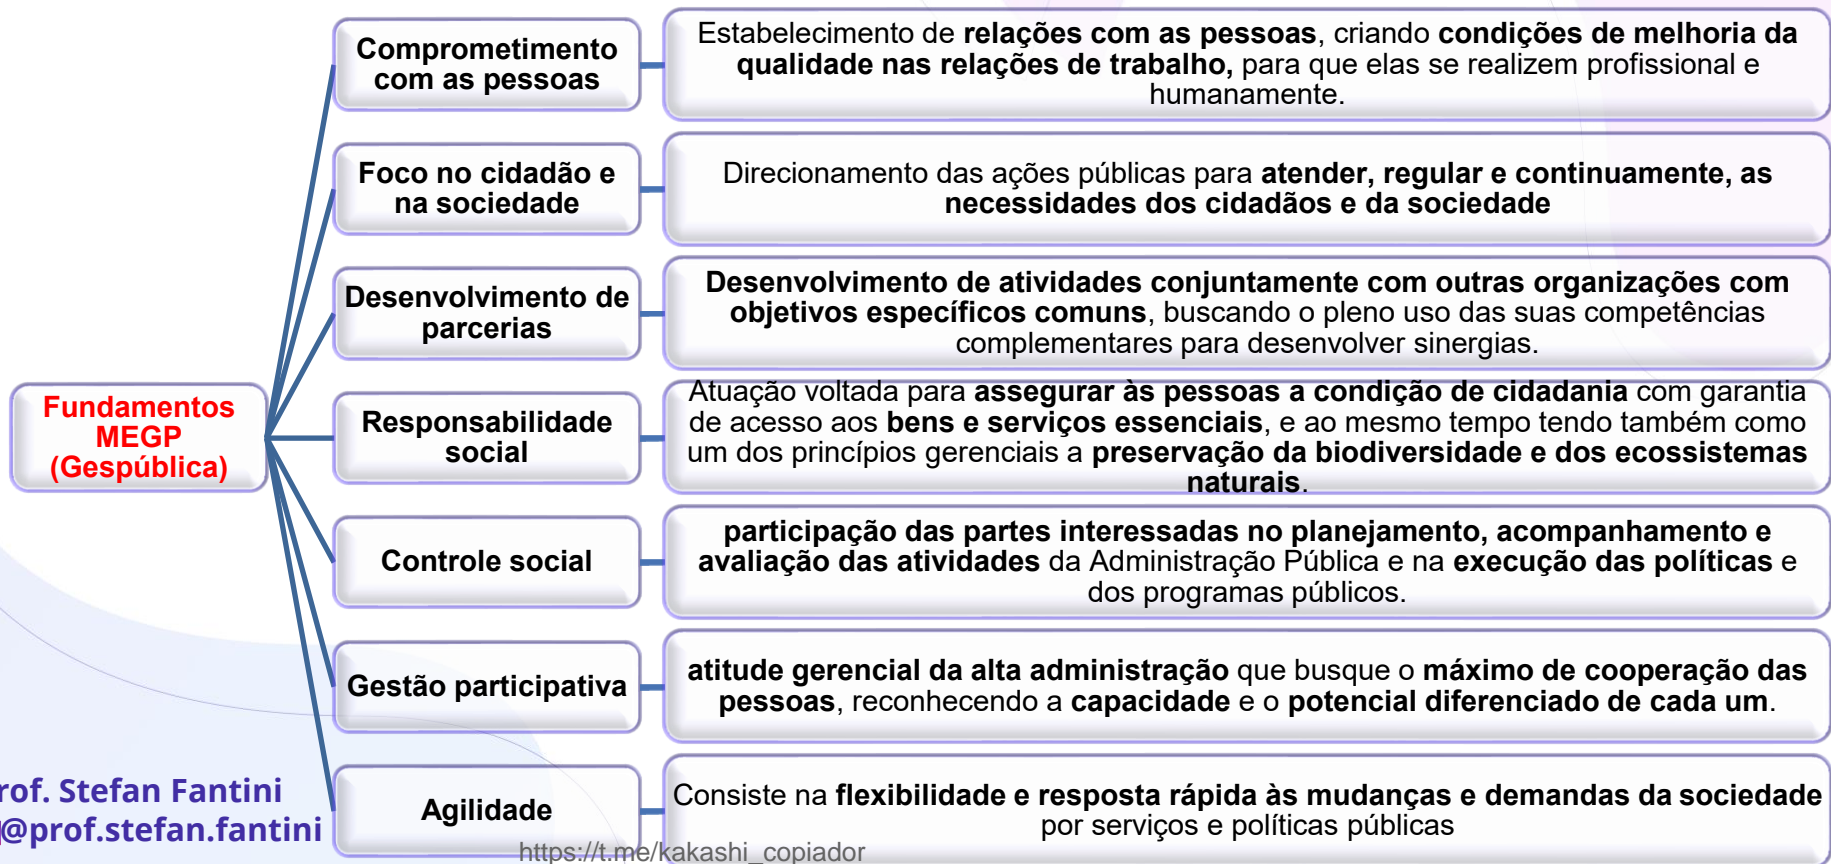 Fundamentos
MEGP
(Gespública)
Comprometimento
com as pessoas
Estabelecimento de relações com as pessoas, criando condições de melhoria da
qualidade nas relações de trabalho, para que elas se realizem profissional e
humanamente.
Foco no cidadão e
na sociedade
Direcionamento das ações públicas para atender, regular e continuamente, as
necessidades dos cidadãos e da sociedade
Desenvolvimento de
parcerias
Desenvolvimento de atividades conjuntamente com outras organizações com
objetivos específicos comuns, buscando o pleno uso das suas competências
complementares para desenvolver sinergias.
Responsabilidade
social
Atuação voltada para assegurar às pessoas a condição de cidadania com garantia
de acesso aos bens e serviços essenciais, e ao mesmo tempo tendo também como
um dos princípios gerenciais a preservação da biodiversidade e dos ecossistemas
naturais.
Controle social
participação das partes interessadas no planejamento, acompanhamento e
avaliação das atividades da Administração Pública e na execução das políticas e
dos programas públicos.
Gestão participativa
atitude gerencial da alta administração que busque o máximo de cooperação das
pessoas, reconhecendo a capacidade e o potencial diferenciado de cada um.
Agilidade
Consiste na flexibilidade e resposta rápida às mudanças e demandas da sociedade
por serviços e políticas públicas
rof. Stefan Fantini
@prof.stefan.fantini
https://t.me/kakashi_copiador